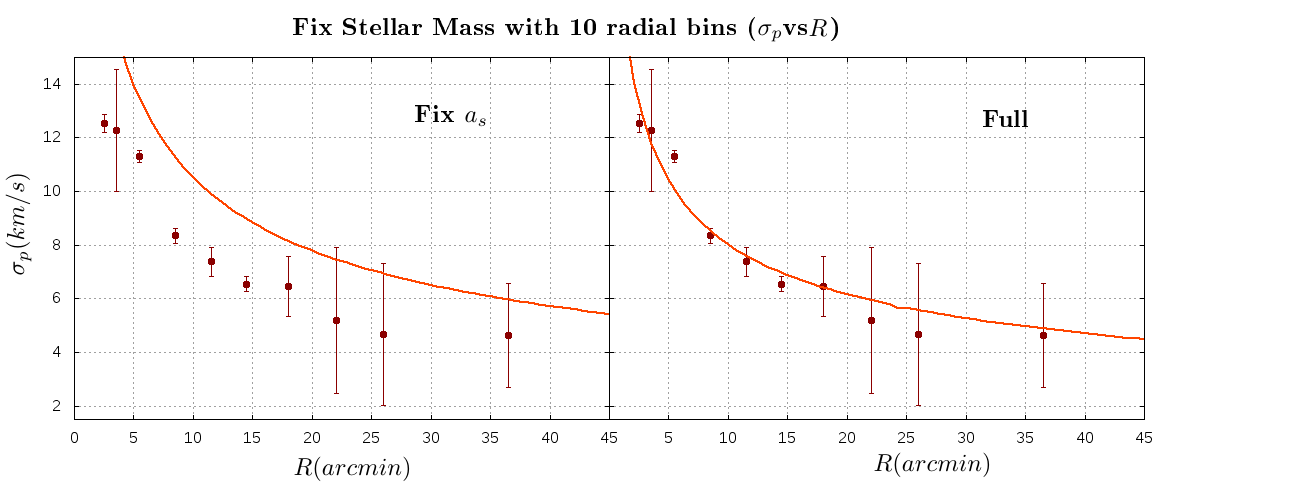 Fix Stellar Mass with 10 radial bins (σp vsR)
Fix as
Full
σp(km/s)
14
12
10
8
6
4
2
0 5 10 15 20 25 30 35 40 45 5 10 15 20 25 30 35 40 45
R(arcmin) R(arcmin)